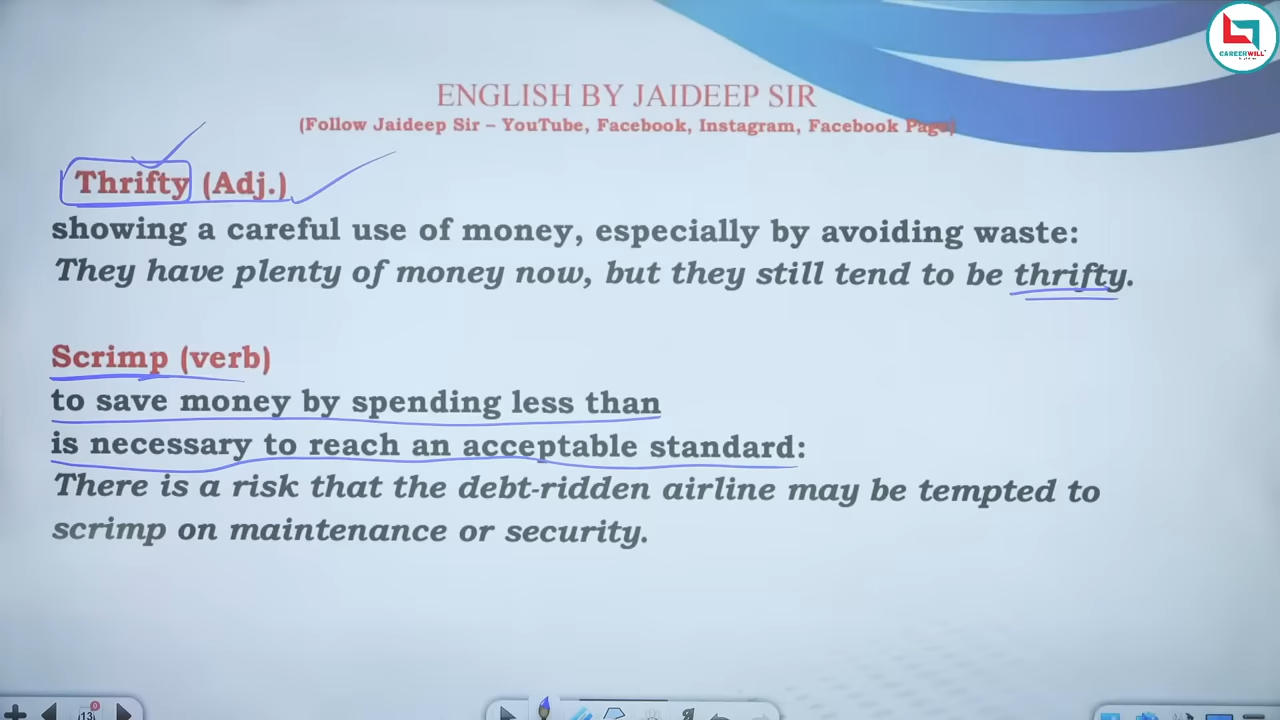 CAREERWILL
ENGLISH BY JAIDEEP SIR
(Follow Jaideep Sir – YouTube, Facebook, Instagram, Facebook Page)
Thrifty (Adj.)
showing a careful use of money, especially by avoiding waste:
They have plenty of money now, but they still tend to be thrifty.
Scrimp (verb)
to save money by spending less than
is necessary to reach an acceptable standard:
There is a risk that the debt-ridden airline may be tempted to
scrimp on maintenance or security.
13